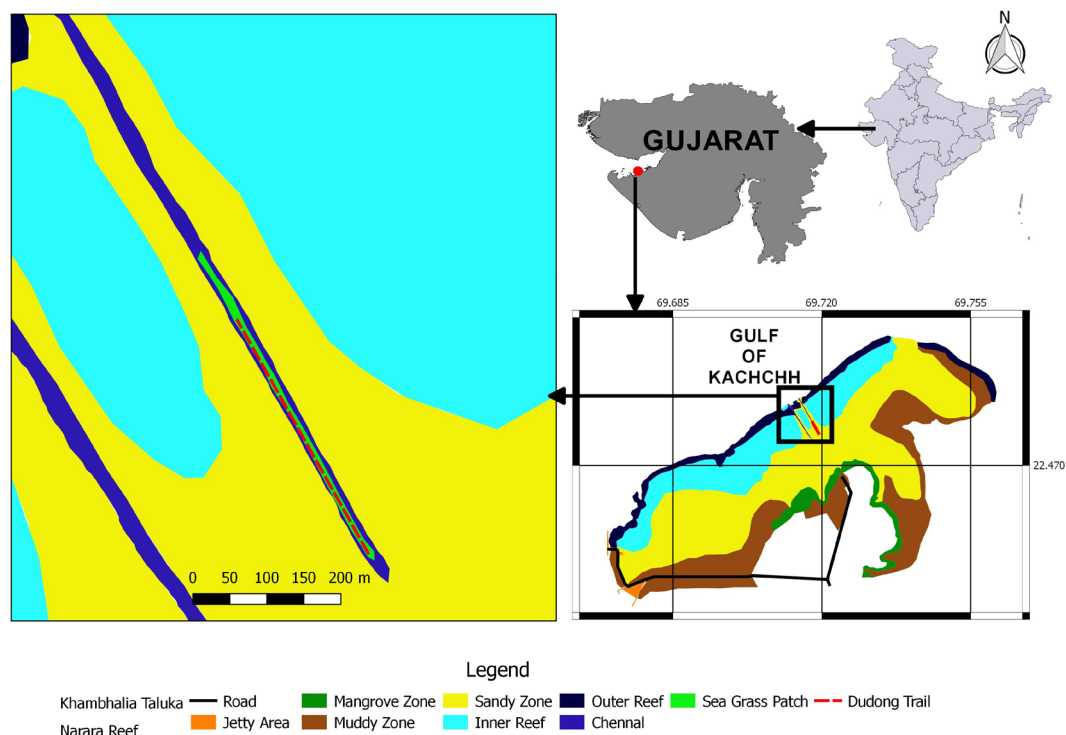 N
GUJARAT
69.685 69.720 69.755
GULF
OF
KACHCHH
22.470
0 50 100 150 200 m
Legend
Khambhalia Taluka Road Mangrove Zone Sandy Zone Outer Reef Sea Grass Patch Dudong Trail
Narara Reef Jetty Area Muddy Zone Inner Reef Chennal